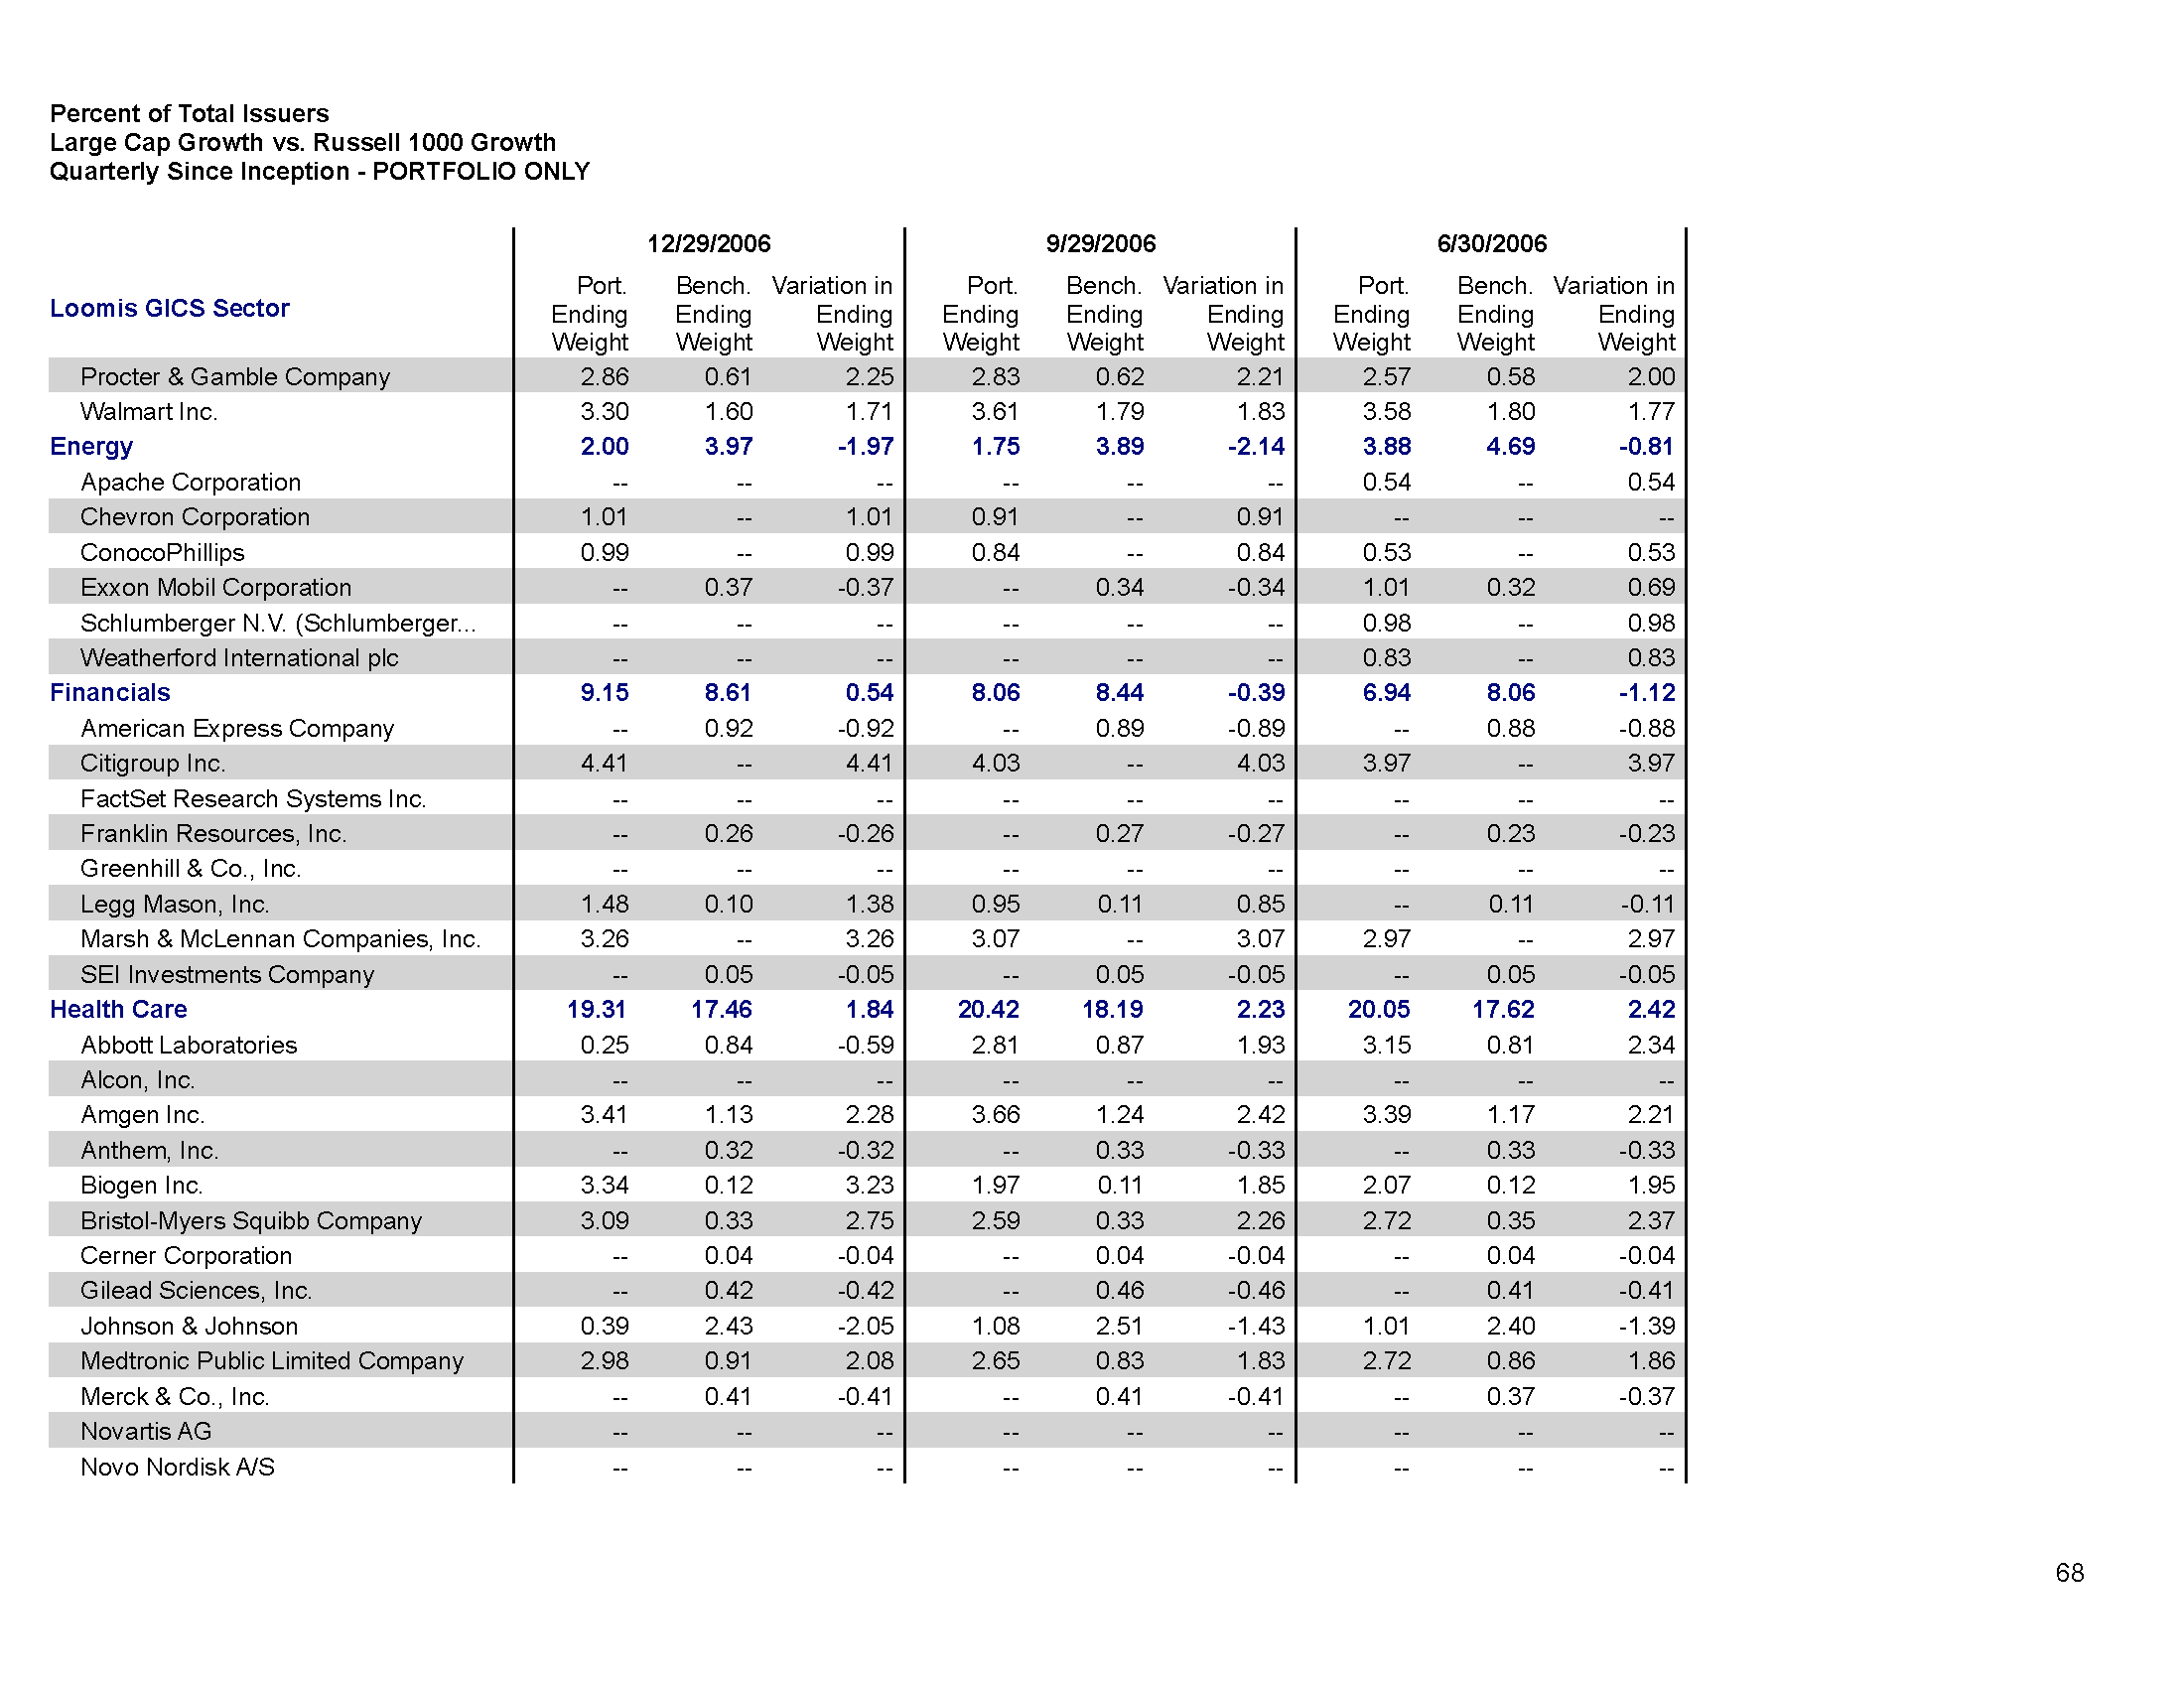 Percent of Total Issuers
Large Cap Growth vs. Russell 1000 Growth
Quarterly Since Inception - PORTFOLIO ONLY
12/29/2006 9/29/2006 6/30/2006
Loomis GICS Sector
Port. Bench. Variation in Port. Bench. Variation in Port. Bench. Variation in
Ending Ending Ending Ending Ending Ending Ending Ending Ending
Weight Weight Weight Weight Weight Weight Weight Weight Weight
Procter & Gamble Company 2.86 0.61 2.25 2.83 0.62 2.21 2.57 0.58 2.00
Walmart Inc. 3.30 1.60 1.71 3.61 1.79 1.83 3.58 1.80 1.77
Energy 2.00 3.97 -1.97 1.75 3.89 -2.14 3.88 4.69 -0.81
Apache Corporation -- -- -- -- -- -- 0.54 -- 0.54
Chevron Corporation 1.01 -- 1.01 0.91 -- 0.91 -- -- --
ConocoPhillips 0.99 -- 0.99 0.84 -- 0.84 0.53 -- 0.53
Exxon Mobil Corporation -- 0.37 -0.37 -- 0.34 -0.34 1.01 0.32 0.69
Schlumberger N.V. (Schlumberger... -- -- -- -- -- -- 0.98 -- 0.98
Weatherford International plc -- -- -- -- -- -- 0.83 -- 0.83
Financials 9.15 8.61 0.54 8.06 8.44 -0.39 6.94 8.06 -1.12
American Express Company -- 0.92 -0.92 -- 0.89 -0.89 -- 0.88 -0.88
Citigroup Inc. 4.41 -- 4.41 4.03 -- 4.03 3.97 -- 3.97
FactSet Research Systems Inc. -- -- -- -- -- -- -- -- --
Franklin Resources, Inc. -- 0.26 -0.26 -- 0.27 -0.27 -- 0.23 -0.23
Greenhill & Co., Inc. -- -- -- -- -- -- -- -- --
Legg Mason, Inc. 1.48 0.10 1.38 0.95 0.11 0.85 -- 0.11 -0.11
Marsh & McLennan Companies, Inc. 3.26 -- 3.26 3.07 -- 3.07 2.97 -- 2.97
SEI Investments Company -- 0.05 -0.05 -- 0.05 -0.05 -- 0.05 -0.05
Health Care 19.31 17.46 1.84 20.42 18.19 2.23 20.05 17.62 2.42
Abbott Laboratories 0.25 0.84 -0.59 2.81 0.87 1.93 3.15 0.81 2.34
Alcon, Inc. -- -- -- -- -- -- -- -- --
Amgen Inc. 3.41 1.13 2.28 3.66 1.24 2.42 3.39 1.17 2.21
Anthem, Inc. -- 0.32 -0.32 -- 0.33 -0.33 -- 0.33 -0.33
Biogen Inc. 3.34 0.12 3.23 1.97 0.11 1.85 2.07 0.12 1.95
Bristol-Myers Squibb Company 3.09 0.33 2.75 2.59 0.33 2.26 2.72 0.35 2.37
Cerner Corporation -- 0.04 -0.04 -- 0.04 -0.04 -- 0.04 -0.04
Gilead Sciences, Inc. -- 0.42 -0.42 -- 0.46 -0.46 -- 0.41 -0.41
Johnson & Johnson 0.39 2.43 -2.05 1.08 2.51 -1.43 1.01 2.40 -1.39
Medtronic Public Limited Company 2.98 0.91 2.08 2.65 0.83 1.83 2.72 0.86 1.86
Merck & Co., Inc. -- 0.41 -0.41 -- 0.41 -0.41 -- 0.37 -0.37
Novartis AG -- -- -- -- -- -- -- -- --
Novo Nordisk A/S -- -- -- -- -- -- -- -- --
68